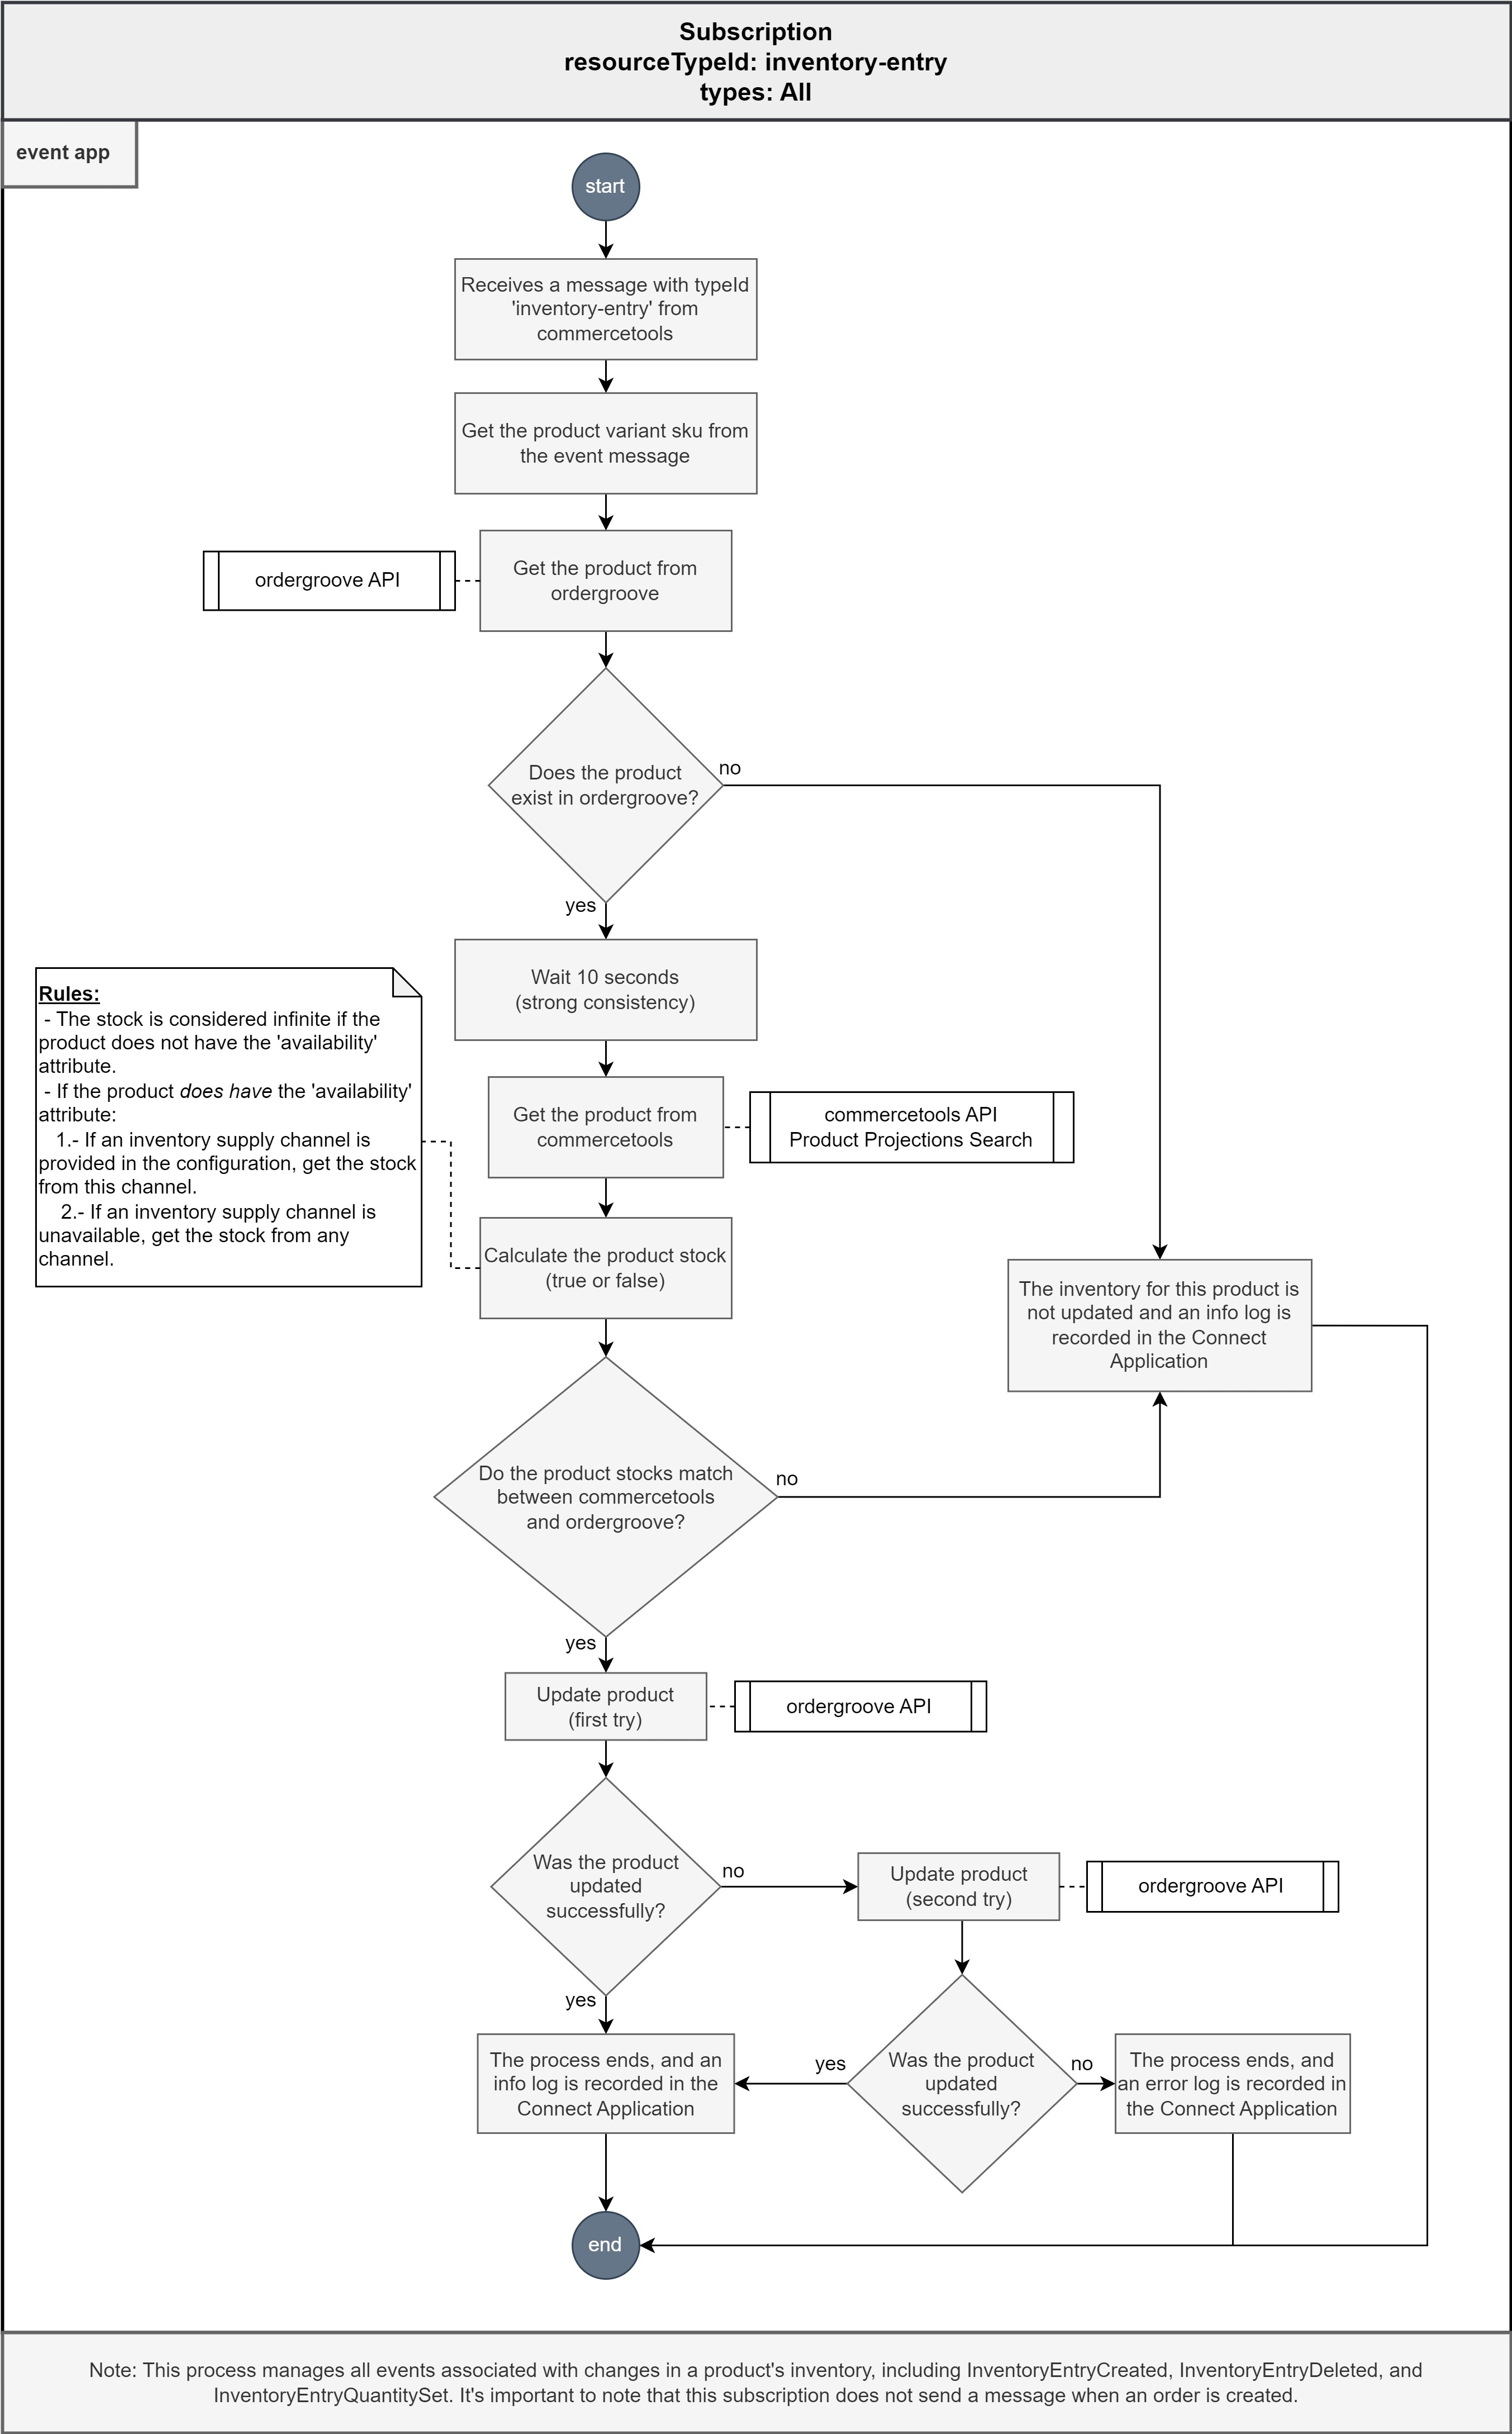 Subscription
resourceTypeId: inventory-entry
types: All
event app
start
Receives a message with typeId
'inventory-entry' from
commercetools
Get the product variant sku from
the event message
ordergroove API
Get the product from
ordergroove
Does the product
exist in ordergroove?
no
yes
Wait 10 seconds
(strong consistency)
Rules:
- The stock is considered infinite if the
product does not have the 'availability'
attribute.
- If the product does have the 'availability'
attribute:
1.- If an inventory supply channel is
provided in the configuration, get the stock
from this channel.
2.- If an inventory supply channel is
unavailable, get the stock from any
channel.
Get the product from
commercetools
commercetools API
Product Projections Search
Calculate the product stock
(true or false)
The inventory for this product is
not updated and an info log is
recorded in the Connect
Application
Do the product stocks match
between commercetools
and ordergroove?
no
yes
Update product
(first try)
ordergroove API
Was the product
updated
successfully?
no
Update product
(second try)
ordergroove API
yes
The process ends, and an
info log is recorded in the
Connect Application
yes
Was the product
updated
successfully?
no
The process ends, and
an error log is recorded in
the Connect Application
end
Note: This process manages all events associated with changes in a product's inventory, including InventoryEntryCreated, InventoryEntryDeleted, and
InventoryEntryQuantitySet. It's important to note that this subscription does not send a message when an order is created.